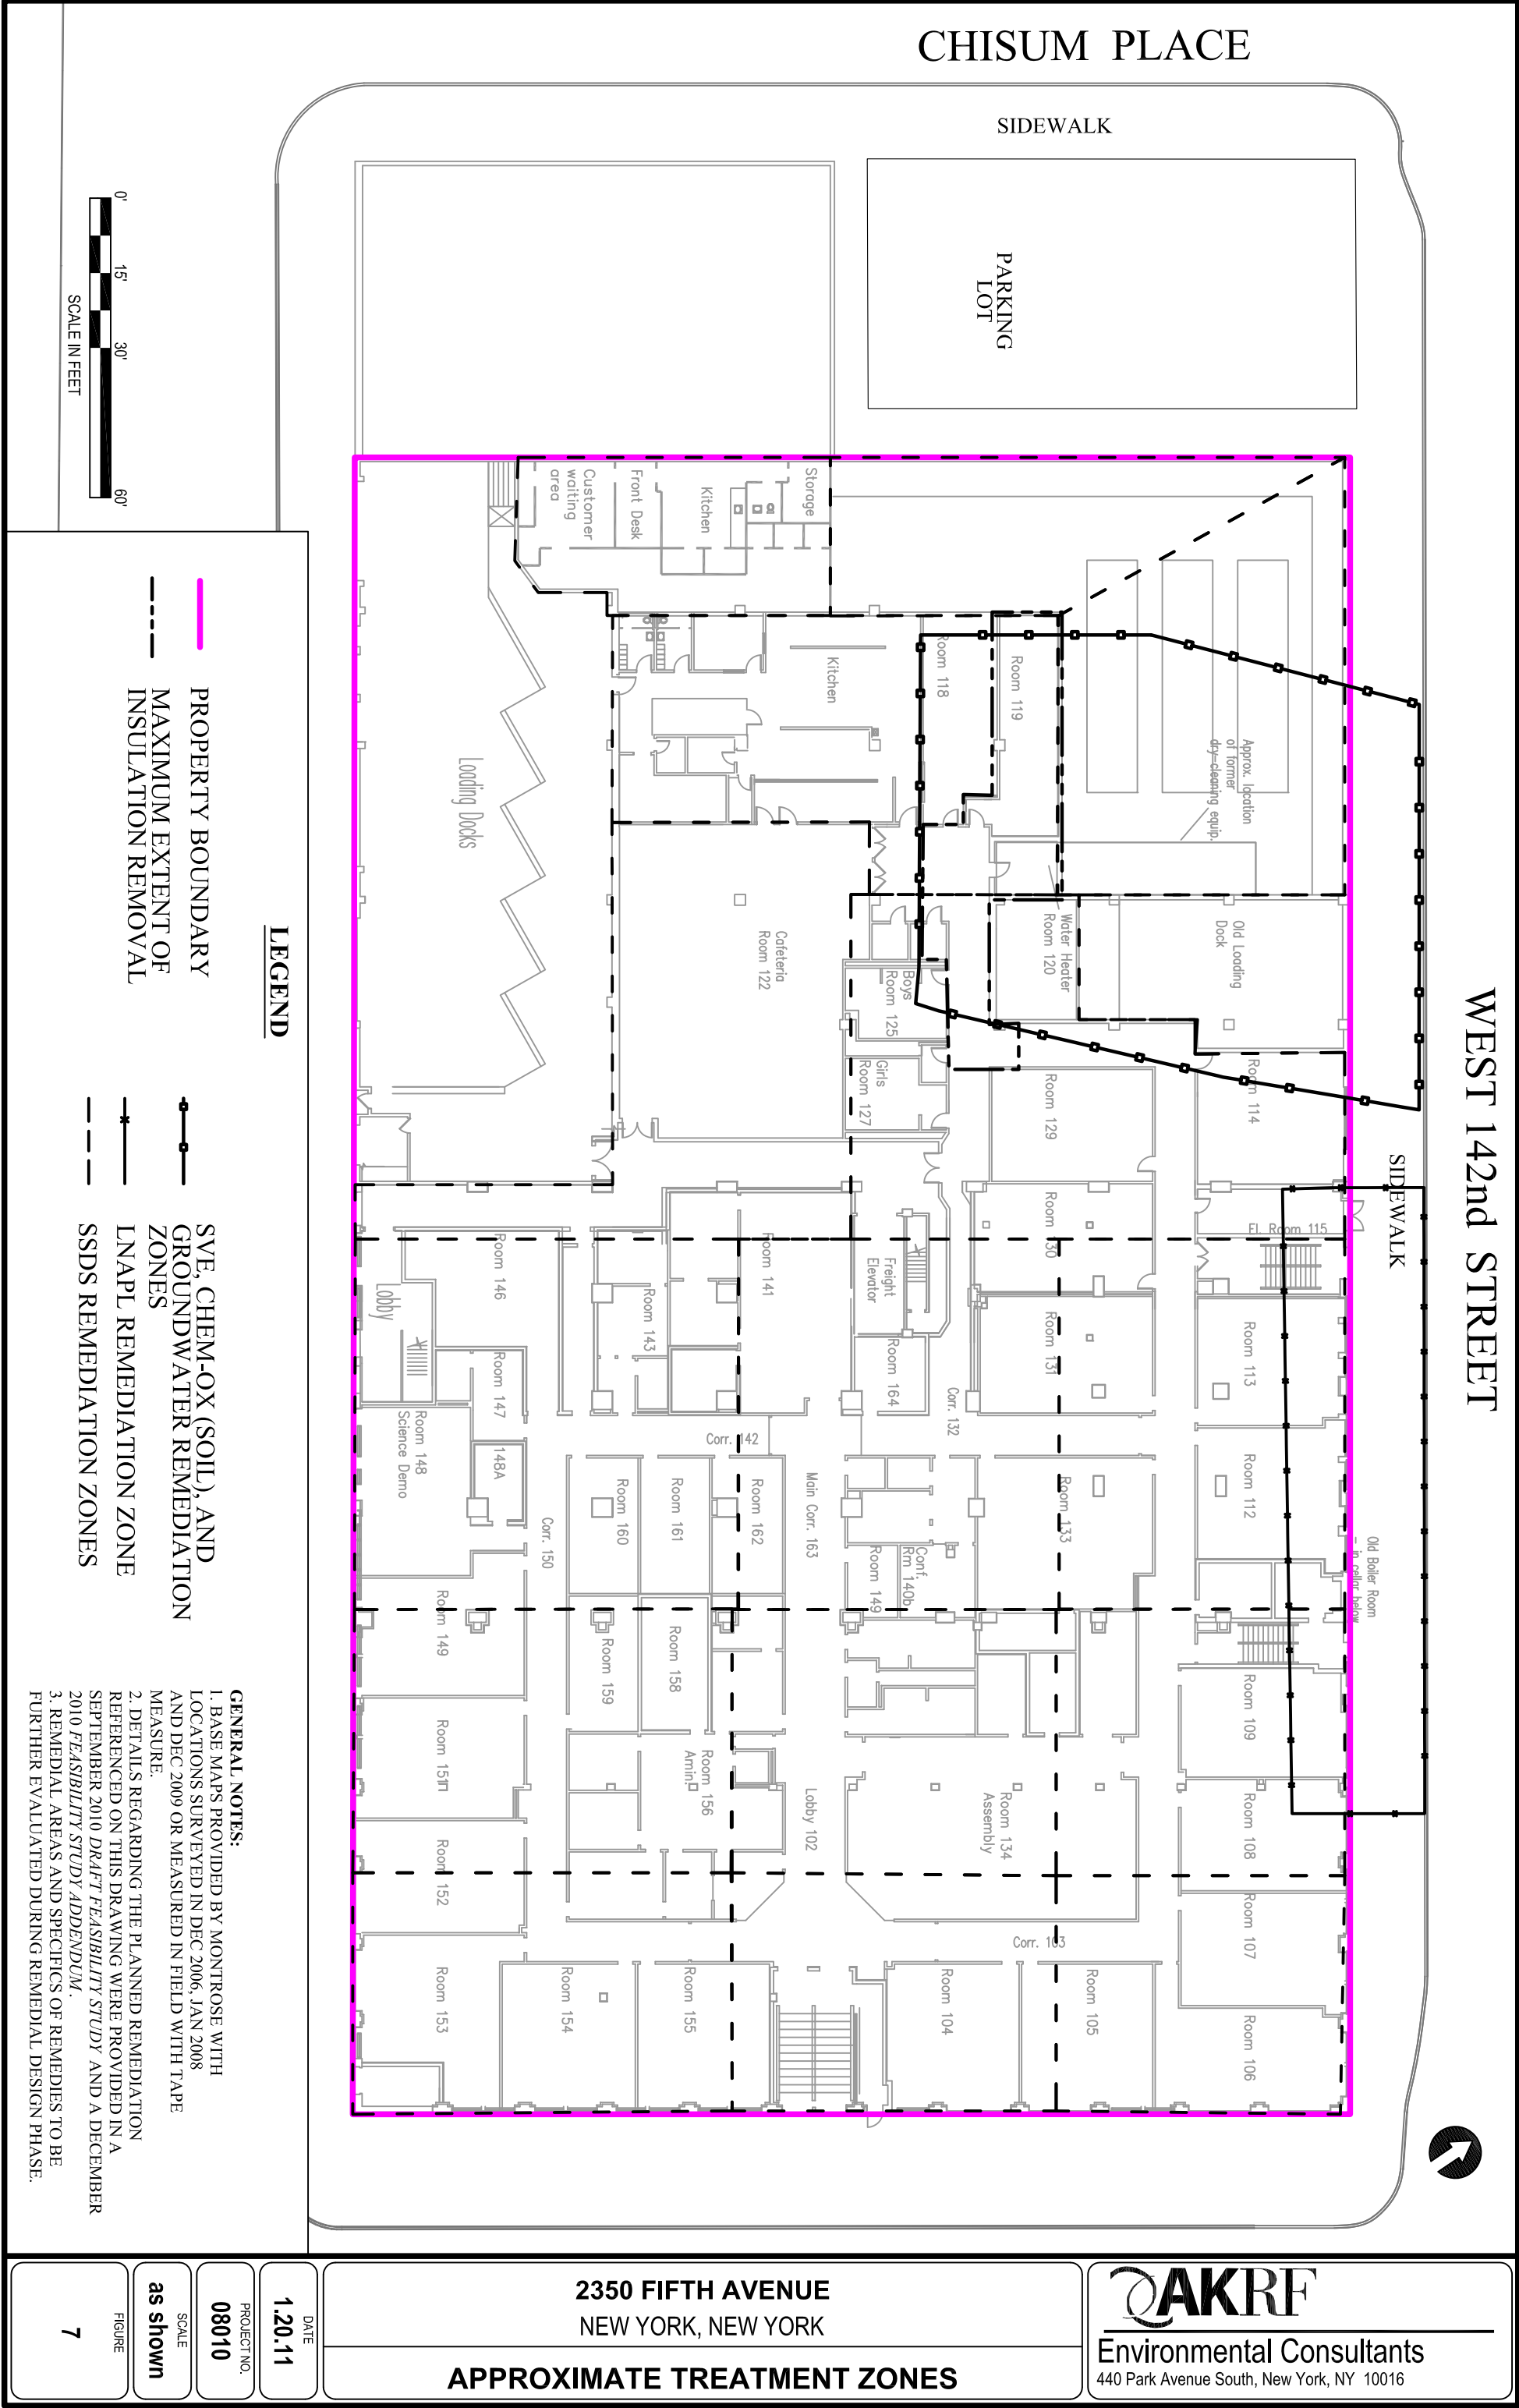 CHISUM PLACE
SIDEWALK
PARKING
LOT
WEST 142nd STREET
SIDEWALK
0'
15'
30'
60'
SCALE IN FEET
Storage
Kitchen
Front Desk
Customer
waiting
area
Kitchen
Room 118
Room 119
Approx. location
of former
dry-cleaning equip.
Loading Docks
Cafeteria
Room 122
Water Heater
Room 120
Old Loading
Dock
Boys
Room 125
Girls
Room 127
Room 129
Room 114
El. Room 115
Room 130
Room 131
Room 113
Freight
Elevator
Room 164
Corr. 132
Room 141
Room 143
Room 146
Lobby
Room 147
Room 148
Science Demo
148A
Corr. 142
Corr. 150
Room 160
Room 161
Room 162
Main Corr. 163
Conf.
Rm 140b
Room 149
Room 133
Room 112
Old Boiler Room
- in cellar below
Room 149
Room 159
Room 158
Room 109
Room 151
Room 156
Amin.
Lobby 102
Room 134
Assembly
Room 108
Room 152
Room 107
Corr. 103
Room 153
Room 154
Room 155
Room 104
Room 105
Room 106
LEGEND
PROPERTY BOUNDARY
MAXIMUM EXTENT OF
INSULATION REMOVAL
SVE, CHEM-OX (SOIL), AND
GROUNDWATER REMEDIATION
ZONES
LNAPL REMEDIATION ZONE
SSDS REMEDIATION ZONES
GENERAL NOTES:
1. BASE MAPS PROVIDED BY MONTROSE WITH
LOCATIONS SURVEYED IN DEC 2006, JAN 2008
AND DEC 2009 OR MEASURED IN FIELD WITH TAPE
MEASURE.
2. DETAILS REGARDING THE PLANNED REMEDIATION
REFERENCED ON THIS DRAWING WERE PROVIDED IN A
SEPTEMBER 2010 DRAFT FEASIBILITY STUDY AND A DECEMBER
2010 FEASIBILITY STUDY ADDENDUM.
3. REMEDIAL AREAS AND SPECIFICS OF REMEDIES TO BE
FURTHER EVALUATED DURING REMEDIAL DESIGN PHASE.
AKRF
Environmental Consultants
440 Park Avenue South, New York, NY 10016
2350 FIFTH AVENUE
NEW YORK, NEW YORK
APPROXIMATE TREATMENT ZONES
DATE
1.20.11
PROJECT NO.
08010
SCALE
as shown
FIGURE
7